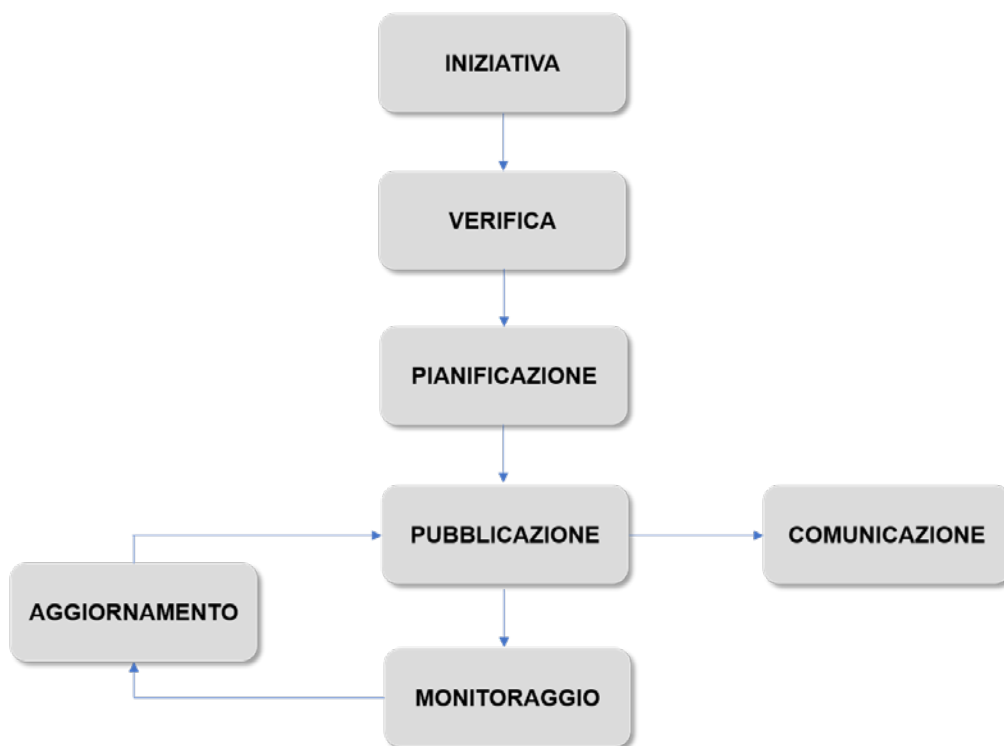 INIZIATIVA
VERIFICA
PIANIFICAZIONE
PUBBLICAZIONE
COMUNICAZIONE
AGGIORNAMENTO
MONITORAGGIO